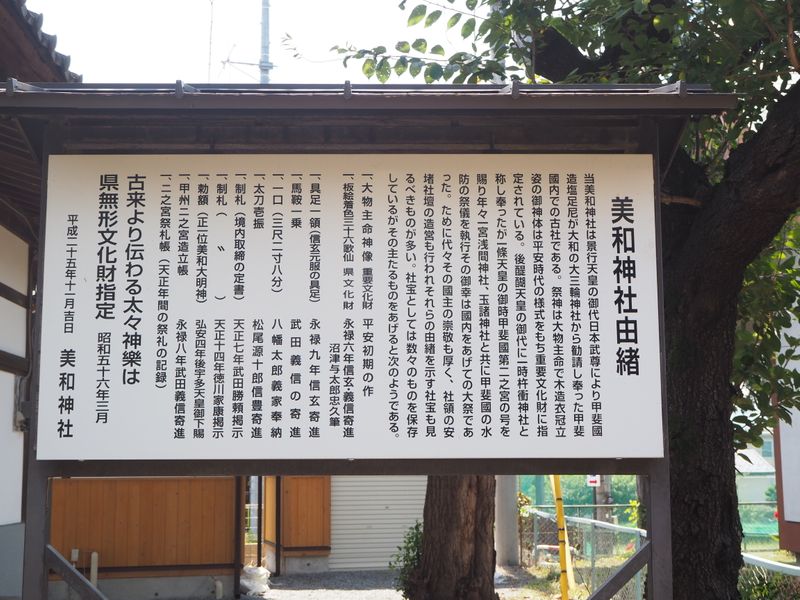 美和神社由緒
当美和神社は景行天皇の御代日本武尊により甲斐國
造塩足尼が大和の大三輪神社から勧請し奉った甲斐
國内での古社である。祭神は大物主命で木造衣冠立
姿の御神体は平安時代の様式をもち重要文化財に指
定されている。後醍醐天皇の御代に一時杵衝神社と
称し奉ったが一條天皇の御時甲斐國第二之宮の号を
賜り年々一宮浅間神社、玉諸神社と共に甲斐國の水
防の祭儀を執行その御幸は國内をあげての大祭であ
った。ために代々その國主の崇敬も厚く、社領の安
堵社壇の造営も行われそれらの由緒を示す社宝も見
るべきものが多い。社宝としては数々のものを保存
しているがその主たるものをあげると次のようである。
一、大物主命神像 重要文化財 平安初期の作
一、板絵着色三十六歌仙 県文化財 永禄六年信玄・義信寄進
沼津与太郎忠久筆
一、具足一領(信玄元服の具足) 永禄九年信玄寄進
一、馬鞍一乗 武田義信の寄進
一、一口(三尺二寸八分) 八幡太郎義家奉納
一、太刀壱振 松尾源十郎信豊寄進
一、制札(境内取締の定書) 天正七年武田勝頼掲示
一、制札( 〃 ) 天正十四年徳川家康掲示
一、勅額(正一位美和大明神) 弘安四年後宇多天皇御下賜
一、甲州二之宮造立帳 永禄八年武田義信寄進
一、二之宮祭礼帳(天正年間の祭礼の記録)
古来より伝わる太々神樂は
県無形文化財指定 昭和五十六年三月
平成二十五年十一月吉日 美和神社